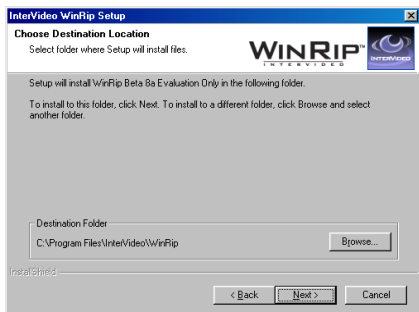 InterVideo WinRip Setup
Choose Destination Location
Select folder where Setup will install files.
WINRIP™
INTERVIDEO
INTERVIDEO
Setup will install WinRip Beta 8a Evaluation Only in the following folder.
To install to this folder, click Next. To install to a different folder, click Browse and select
another folder.
Destination Folder
C:\Program Files\InterVideo\WinRip
Browse...
InstallShield
< Back
Next >
Cancel